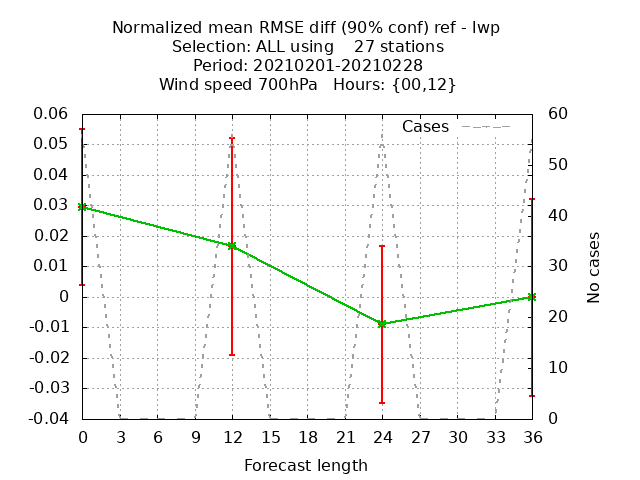 Normalized mean RMSE diff (90% conf) ref - lwp
Selection: ALL using 27 stations
Period: 20210201-20210228
Wind speed 700hPa Hours: {00,12}
Cases
0.06
0.05
0.04
0.03
0.02
0.01
0
-0.01
-0.02
-0.03
-0.04
60
50
40
30
20
10
0
No cases
0 3 6 9 12 15 18 21 24 27 30 33 36
Forecast length